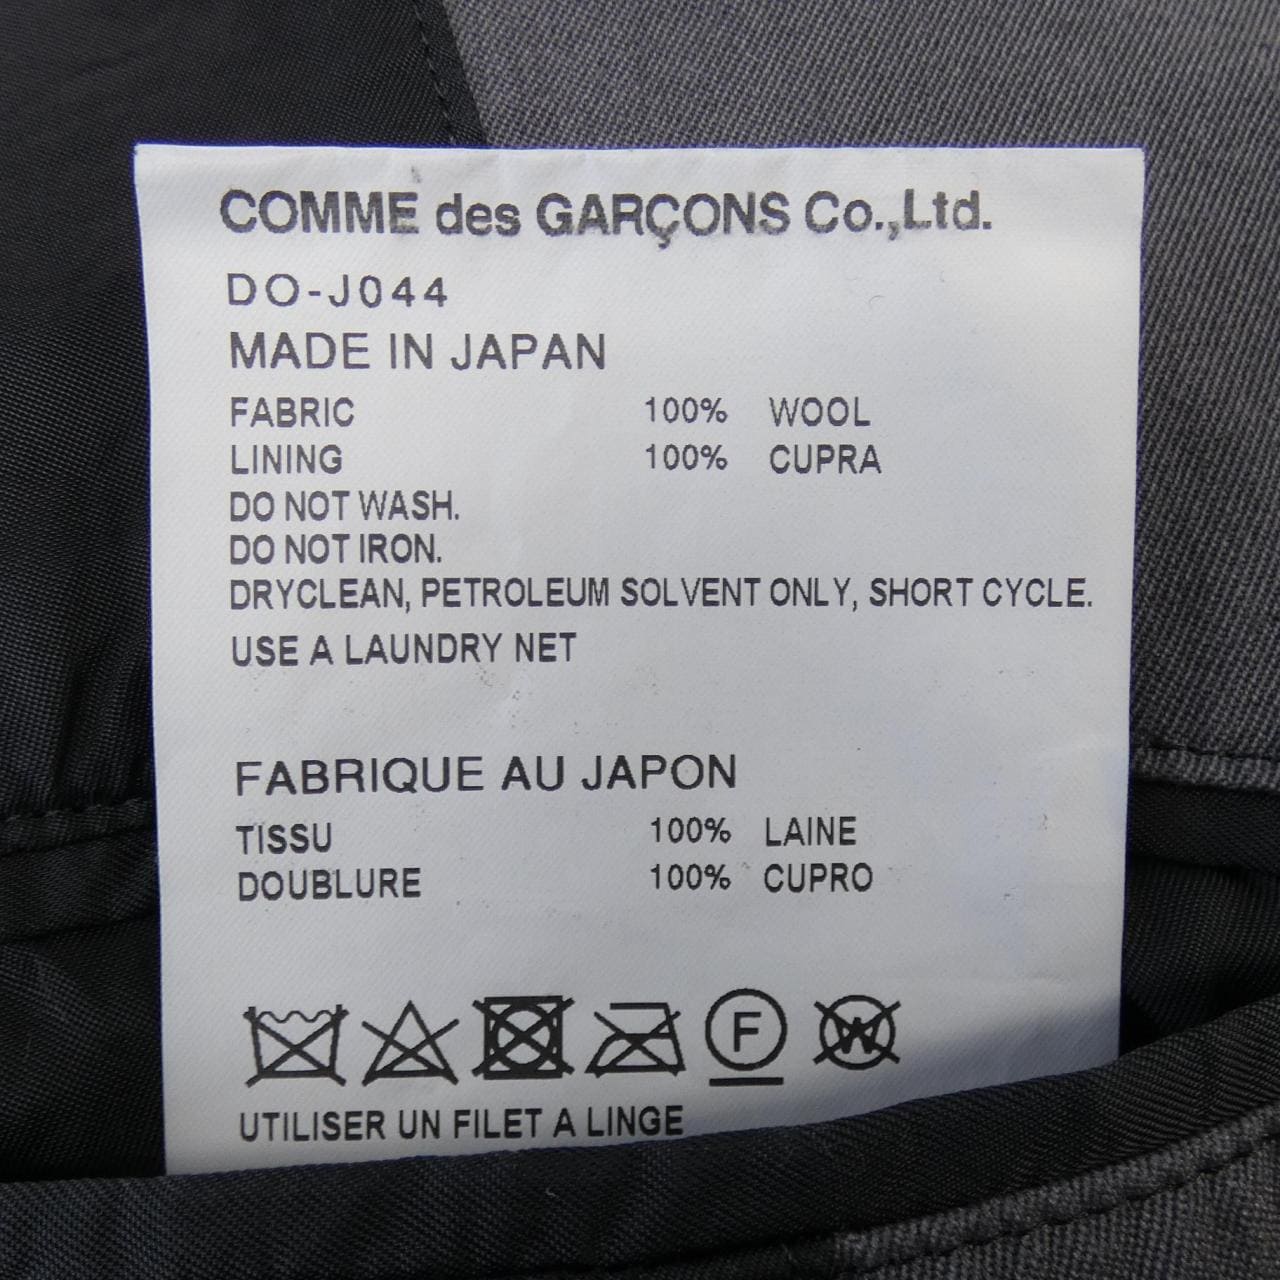 COMME des GARÇONS Co.,Ltd.
DO-J044
MADE IN JAPAN
FABRIC 100% WOOL
LINING 100% CUPRA
DO NOT WASH.
DO NOT IRON.
DRYCLEAN, PETROLEUM SOLVENT ONLY, SHORT CYCLE.
USE A LAUNDRY NET
FABRIQUE AU JAPON
TISSU 100% LAINE
DOUBLURE 100% CUPRO
F W
UTILISER UN FILET A LINGE